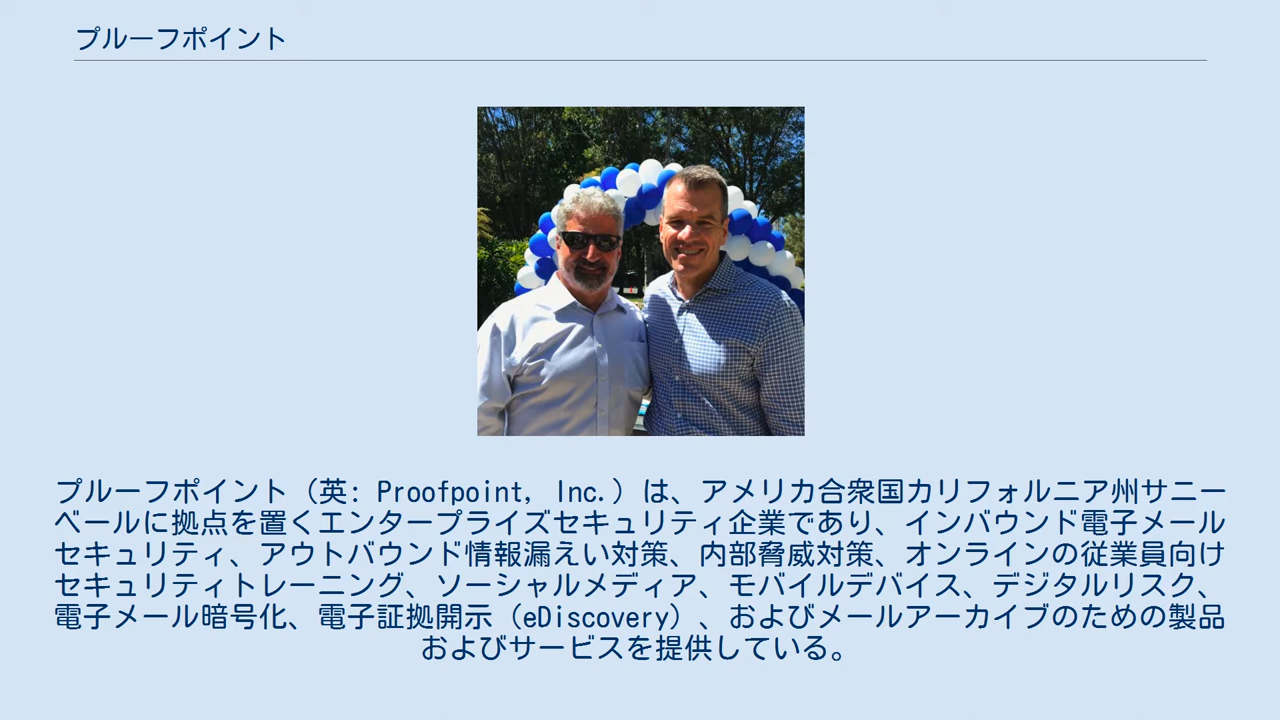 プルーフポイント
プルーフポイント（英: Proofpoint, Inc.）は、アメリカ合衆国カリフォルニア州サニー
ベールに拠点を置くエンタープライズセキュリティ企業であり、インバウンド電子メール
セキュリティ、アウトバウンド情報漏えい対策、内部脅威対策、オンラインの従業員向け
セキュリティトレーニング、ソーシャルメディア、モバイルデバイス、デジタルリスク、
電子メール暗号化、電子証拠開示（eDiscovery）、およびメールアーカイブのための製品
およびサービスを提供している。